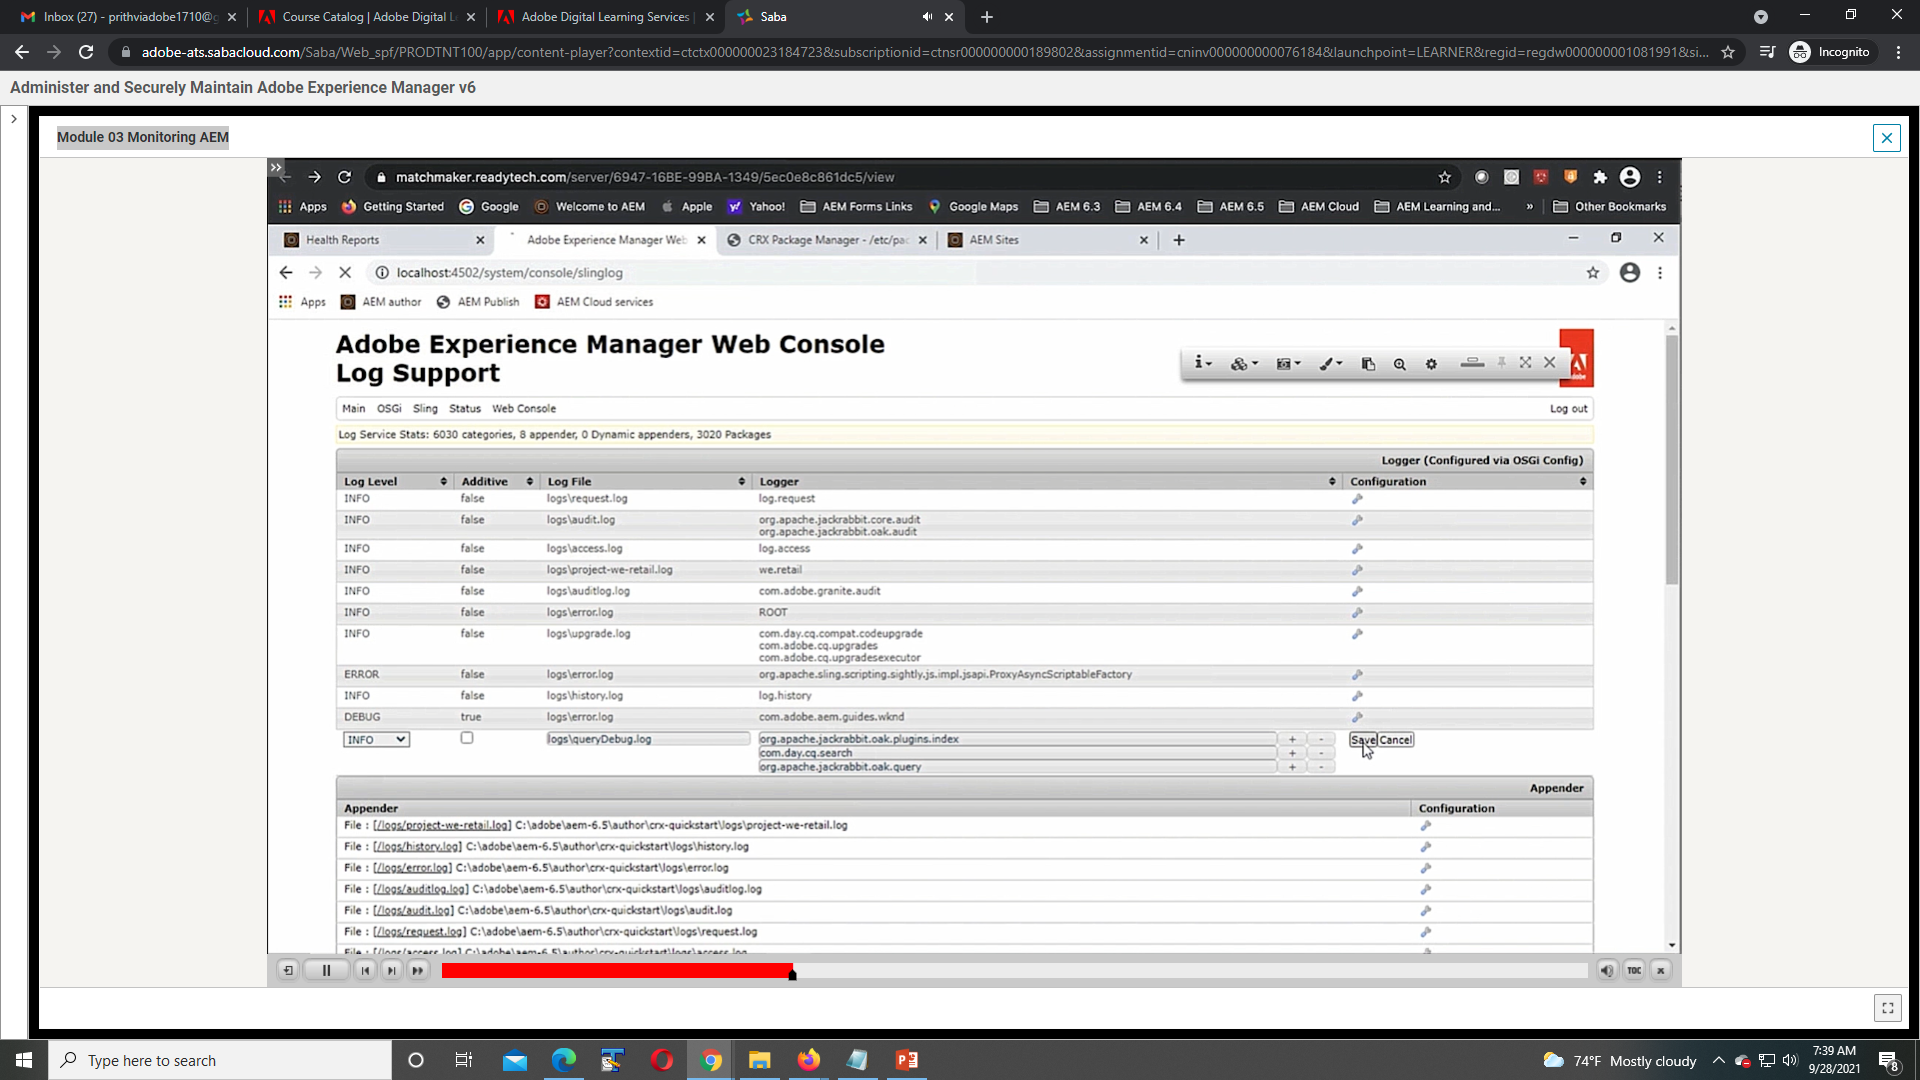 Inbox (27) - prithviadobe1710@g
Course Catalog | Adobe Digital L
Adobe Digital Learning Services
Saba
adobe-ats.sabacloud.com/Saba/Web_spf/PRODTNT100/app/content-player?contextid=ctctx000000023184723&subscriptionid=ctnsr0000000000189802&assignmentid=cninv000000000076184&launchpoint=LEARNER&regid=regdw000000001081991&si...
Incognito
Administer and Securely Maintain Adobe Experience Manager v6
Module 03 Monitoring AEM
matchmaker.readytech.com/server/6947-16BE-99BA-1349/5ec0e8c861dc5/view
Apps Getting Started Google Welcome to AEM Apple Yahoo! AEM Forms Links Google Maps AEM 6.3 AEM 6.4 AEM 6.5 AEM Cloud AEM Learning and... » Other Bookmarks
Health Reports
Adobe Experience Manager Web
CRX Package Manager - /etc/pac
AEM Sites
localhost:4502/system/console/slinglog
Apps AEM author AEM Publish AEM Cloud services
Adobe Experience Manager Web Console
Log Support
Main OSGi Sling Status Web Console Log out
Log Service Stats: 6030 categories, 8 appender, 0 Dynamic appenders, 3020 Packages
Logger (Configured via OSGi Config)
Log Level Additive Log File Logger Configuration
INFO false logs\request.log log.request
INFO false logs\audit.log org.apache.jackrabbit.core.audit
org.apache.jackrabbit.oak.audit
INFO false logs\access.log log.access
INFO false logs\project-we-retail.log we.retail
INFO false logs\auditlog.log com.adobe.granite.audit
INFO false logs\error.log ROOT
INFO false logs\upgrade.log com.day.cq.compat.codeupgrade
com.adobe.cq.upgrades
com.adobe.cq.upgradesexecutor
ERROR false logs\error.log org.apache.sling.scripting.sightly.js.impl.jsapi.ProxyAsyncScriptableFactory
INFO false logs\history.log log.history
DEBUG true logs\error.log com.adobe.aem.guides.wknd
INFO logs\queryDebug.log org.apache.jackrabbit.oak.plugins.index + - Save Cancel
com.day.cq.search + -
org.apache.jackrabbit.oak.query + -
Appender
Appender Configuration
File : [/logs/project-we-retail.log] C:\adobe\aem-6.5\author\crx-quickstart\logs\project-we-retail.log
File : [/logs/history.log] C:\adobe\aem-6.5\author\crx-quickstart\logs\history.log
File : [/logs/error.log] C:\adobe\aem-6.5\author\crx-quickstart\logs\error.log
File : [/logs/auditlog.log] C:\adobe\aem-6.5\author\crx-quickstart\logs\auditlog.log
File : [/logs/audit.log] C:\adobe\aem-6.5\author\crx-quickstart\logs\audit.log
File : [/logs/request.log] C:\adobe\aem-6.5\author\crx-quickstart\logs\request.log
File : [/logs/access.log] C:\adobe\aem-6.5\author\crx-quickstart\logs\access.log
TOC
Type here to search
74°F Mostly cloudy
7:39 AM
9/28/2021
8